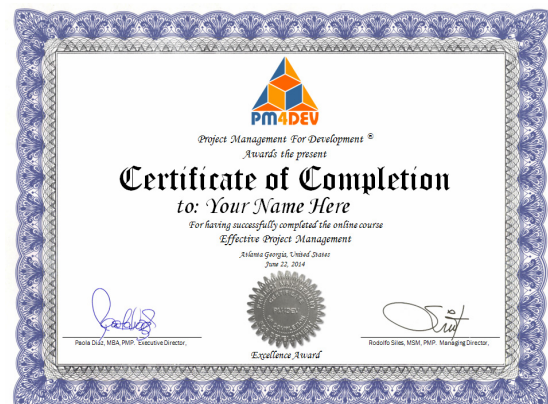 PM4DEV
Project Management For Development ®
Awards the present
Certificate of Completion
to: Your Name Here
For having successfully completed the online course
Effective Project Management
Atlanta Georgia, United States
June 22, 2014
PM4DEV
Paola Diaz, MBA, PMP. Executive Director,
Rodolfo Siles, MSM, PMP. Managing Director,
Excellence Award